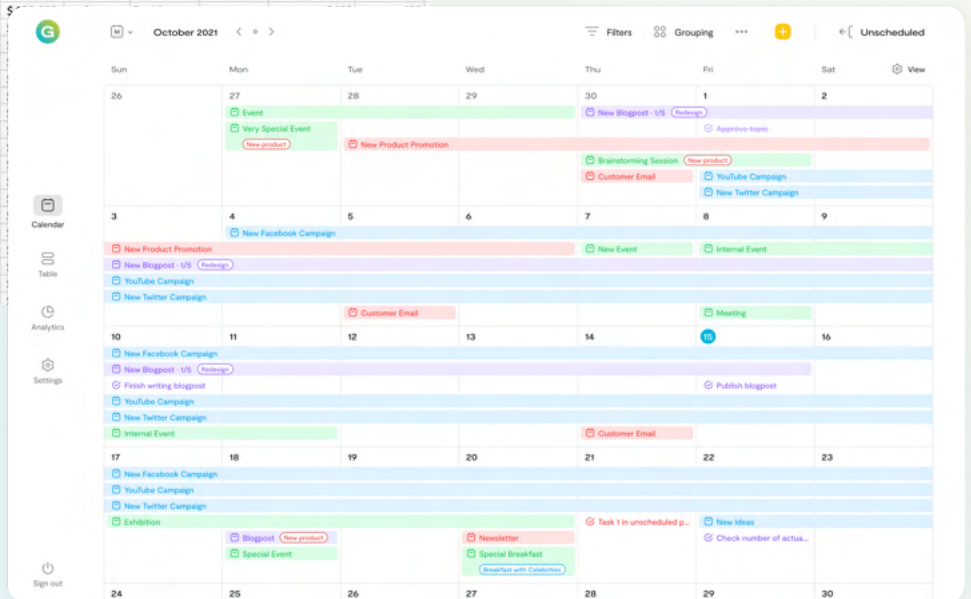 G
M October 2021 Filters Grouping Unscheduled
Sun Mon Tue Wed Thu Fri Sat View
26 27 28 29 30 1 2
Event New Blogpost · 1/5 Redesign
Very Special Event Approve topic
New product New Product Promotion
Brainstorming Session New product
Customer Email YouTube Campaign
New Twitter Campaign
Calendar
3 4 5 6 7 8 9
New Facebook Campaign
New Product Promotion New Event Internal Event
New Blogpost · 1/5 Redesign
Table
YouTube Campaign
New Twitter Campaign
Customer Email Meeting
Analytics
10 11 12 13 14 15 16
New Facebook Campaign
New Blogpost · 1/5 Redesign
Settings
Finish writing blogpost Publish blogpost
YouTube Campaign
New Twitter Campaign
Internal Event Customer Email
17 18 19 20 21 22 23
New Facebook Campaign
YouTube Campaign
New Twitter Campaign
Exhibition Task 1 in unscheduled p... New Ideas
Blogpost New product Newsletter Check number of actua...
Special Event Special Breakfast
Breakfast with Celebrities
Sign out
24 25 26 27 28 29 30